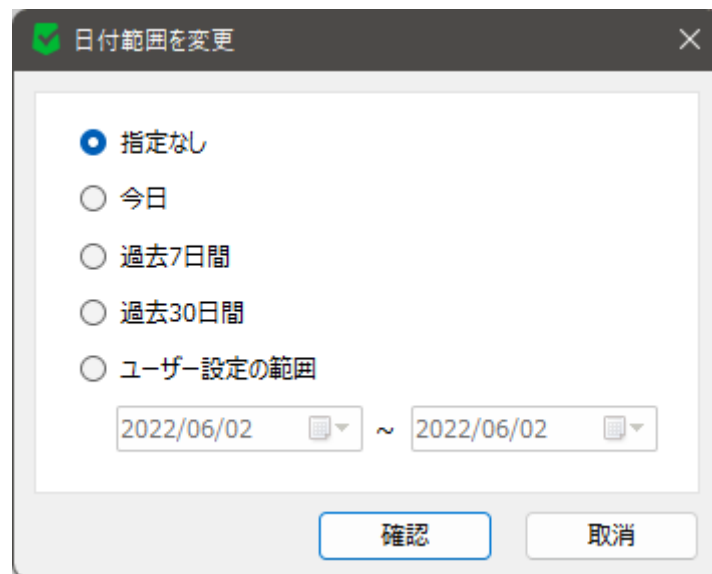 日付範囲を変更
指定なし
今日
過去7日間
過去30日間
ユーザー設定の範囲
2022/06/02 ~ 2022/06/02
確認 取消